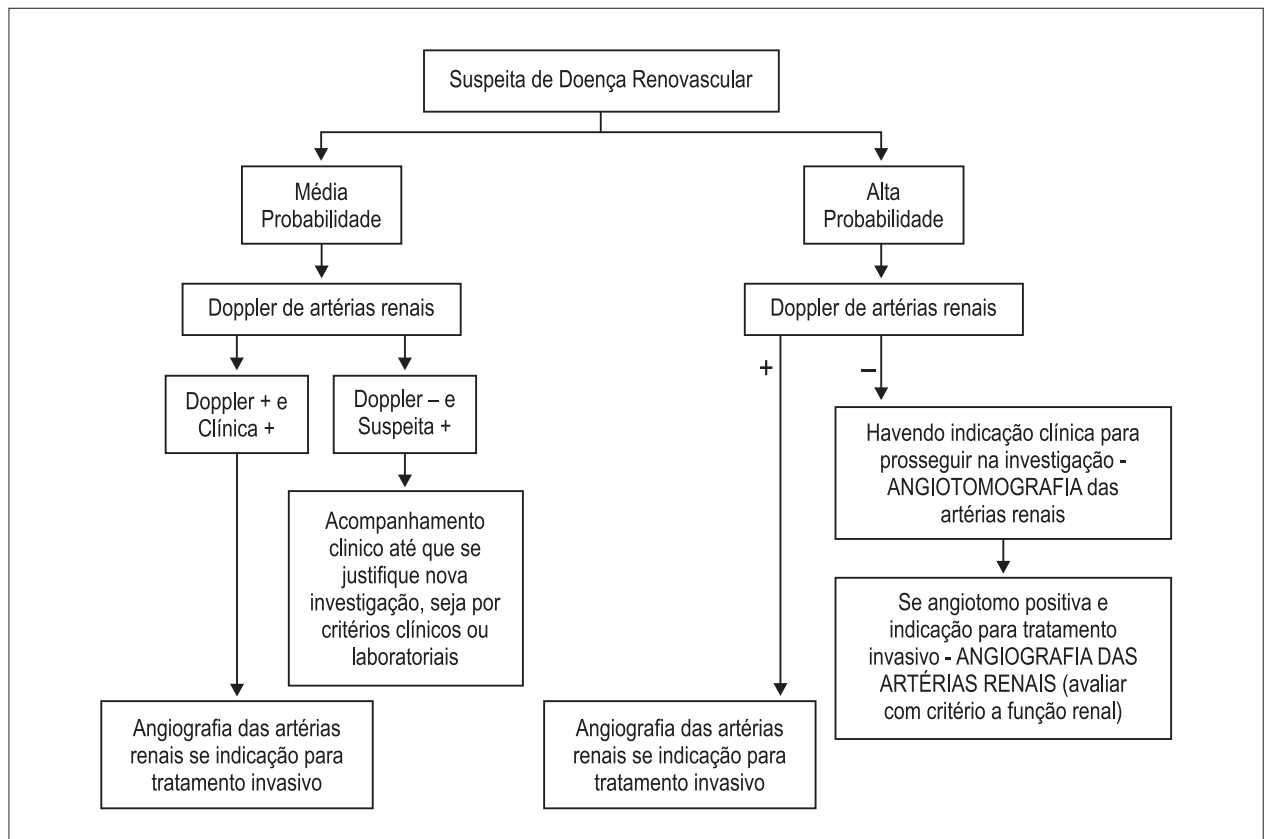 Suspeita de Doença Renovascular
Média
Probabilidade
Alta
Probabilidade
Doppler de artérias renais
Doppler de artérias renais
Doppler + e
Clínica +
Doppler – e
Suspeita +
+
–
Havendo indicação clínica para
prosseguir na investigação -
ANGIOTOMOGRAFIA das
artérias renais
Acompanhamento
clinico até que se
justifique nova
investigação, seja por
critérios clínicos ou
laboratoriais
Se angiotomo positiva e
indicação para tratamento
invasivo - ANGIOGRAFIA DAS
ARTÉRIAS RENAIS (avaliar
com critério a função renal)
Angiografia das artérias
renais se indicação para
tratamento invasivo
Angiografia das artérias
renais se indicação para
tratamento invasivo